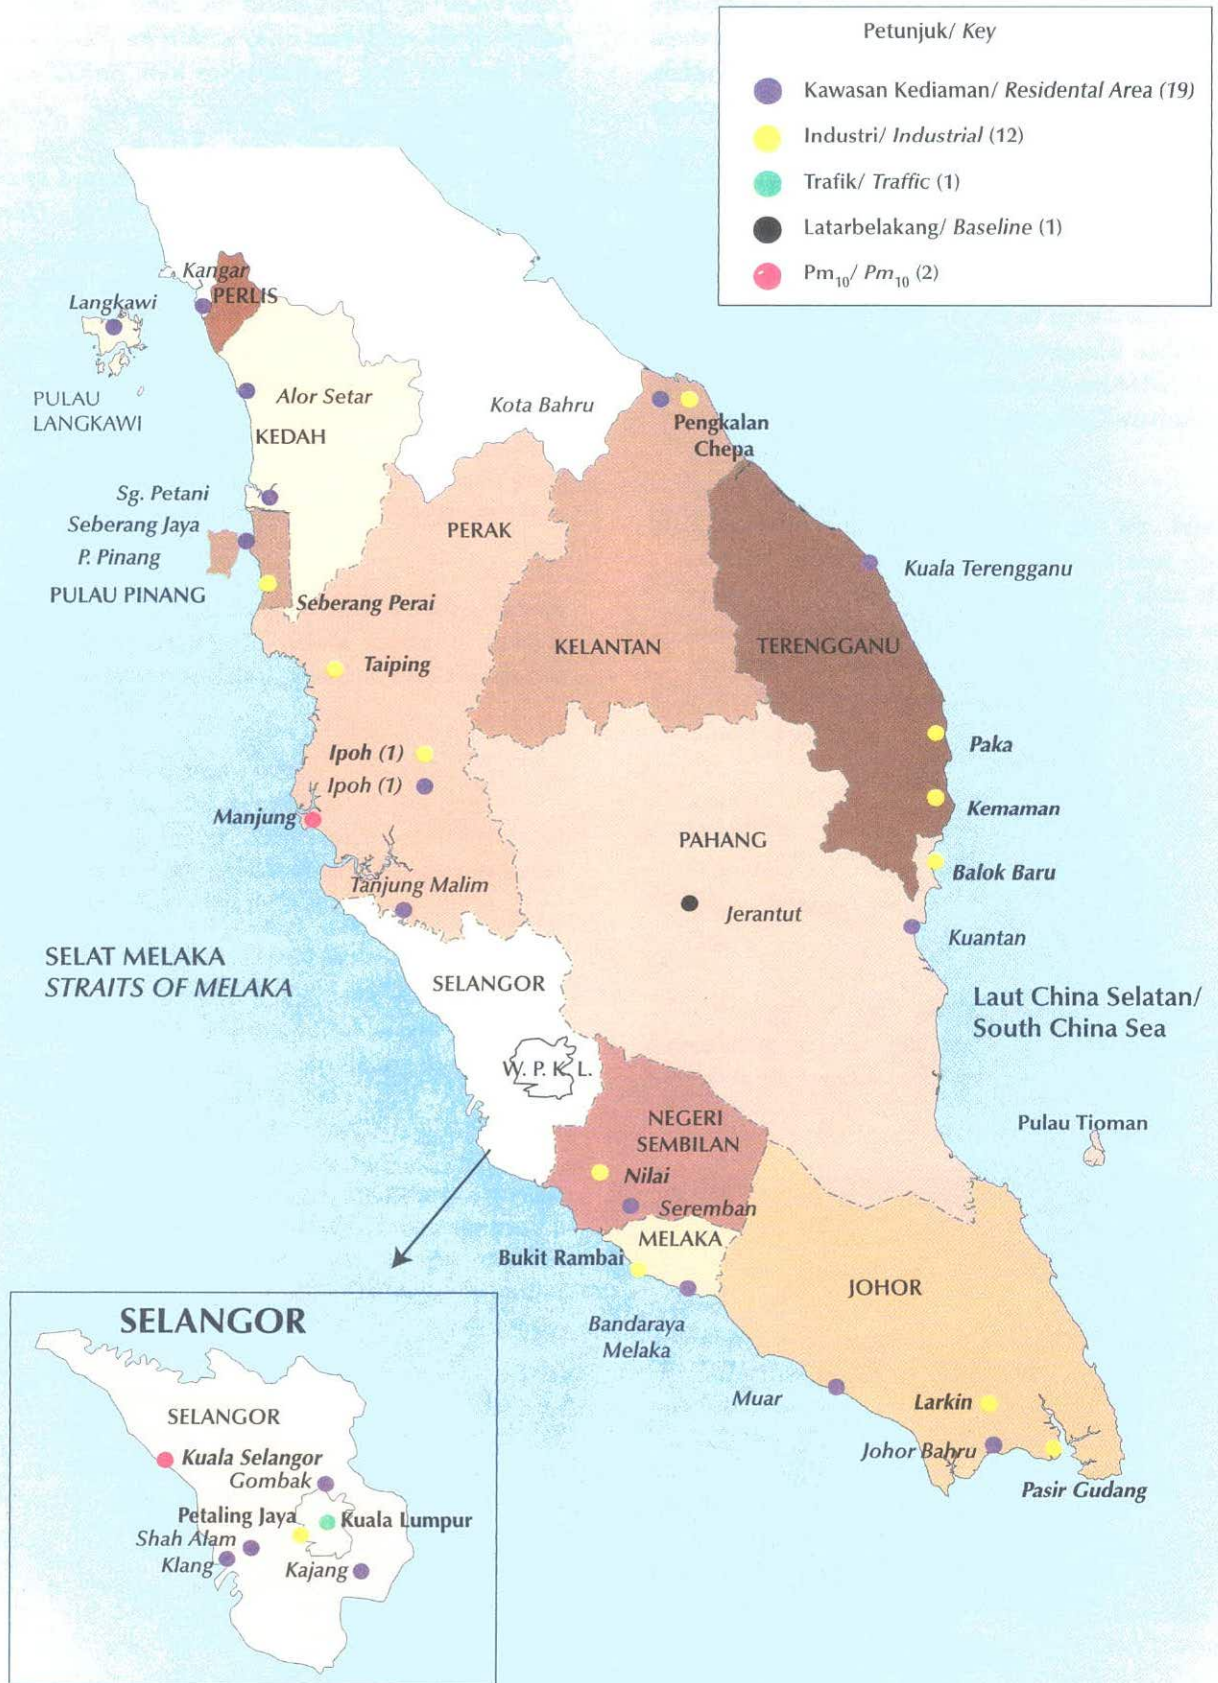 Petunjuk/ Key
Kawasan Kediaman/ Residental Area (19)
Industri/ Industrial (12)
Trafik/ Traffic (1)
Latarbelakang/ Baseline (1)
Pm10/ Pm10 (2)
Kangar
PERLIS
Langkawi
PULAU
LANGKAWI
Alor Setar
KEDAH
Kota Bahru
Pengkalan
Chepa
Sg. Petani
Seberang Jaya
P. Pinang
PULAU PINANG
Seberang Perai
PERAK
Kuala Terengganu
KELANTAN
TERENGGANU
Taiping
Ipoh (1)
Ipoh (1)
Manjung
Paka
Kemaman
PAHANG
Balok Baru
Tanjung Malim
Jerantut
Kuantan
SELAT MELAKA
STRAITS OF MELAKA
SELANGOR
Laut China Selatan/
South China Sea
W. P. K. L.
NEGERI
SEMBILAN
Pulau Tioman
Nilai
Seremban
MELAKA
Bukit Rambai
JOHOR
Bandaraya
Melaka
Muar
Larkin
Johor Bahru
Pasir Gudang
SELANGOR
SELANGOR
Kuala Selangor
Gombak
Petaling Jaya
Kuala Lumpur
Shah Alam
Klang
Kajang